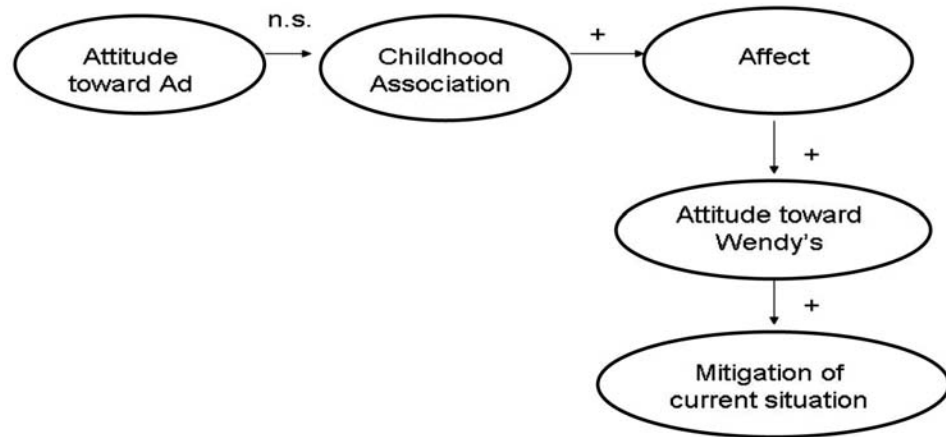 n.s.
Attitude
toward Ad
Childhood
Association
+
Affect
+
Attitude toward
Wendy's
+
Mitigation of
current situation